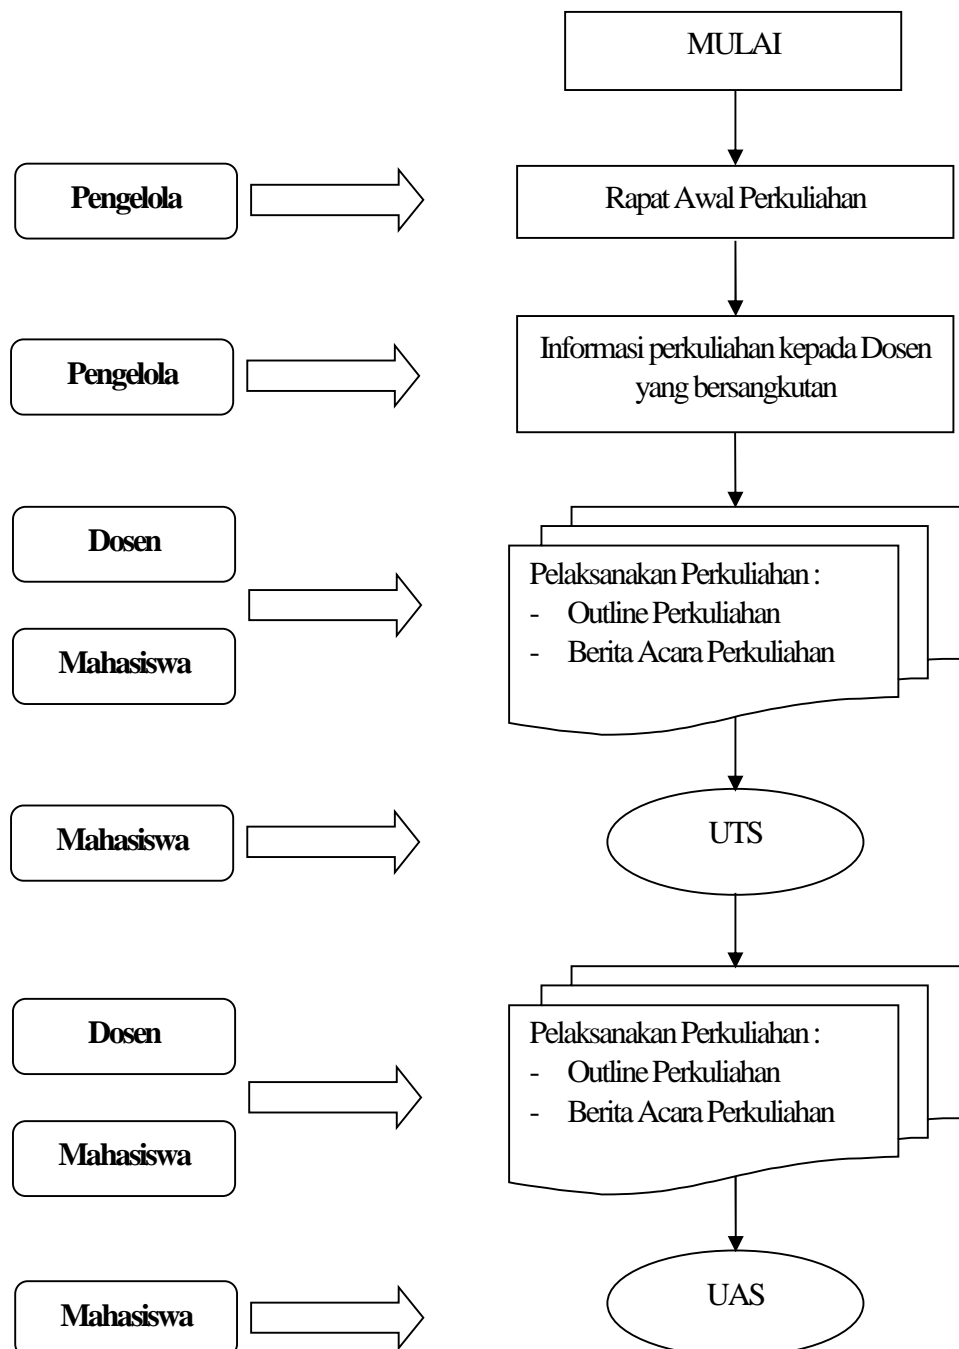 MULAI
Pengelola
Rapat Awal Perkuliahan
Pengelola
Informasi perkuliahan kepada Dosen
yang bersangkutan
Dosen
Mahasiswa
Pelaksanakan Perkuliahan :
- Outline Perkuliahan
- Berita Acara Perkuliahan
Mahasiswa
UTS
Dosen
Mahasiswa
Pelaksanakan Perkuliahan :
- Outline Perkuliahan
- Berita Acara Perkuliahan
Mahasiswa
UAS